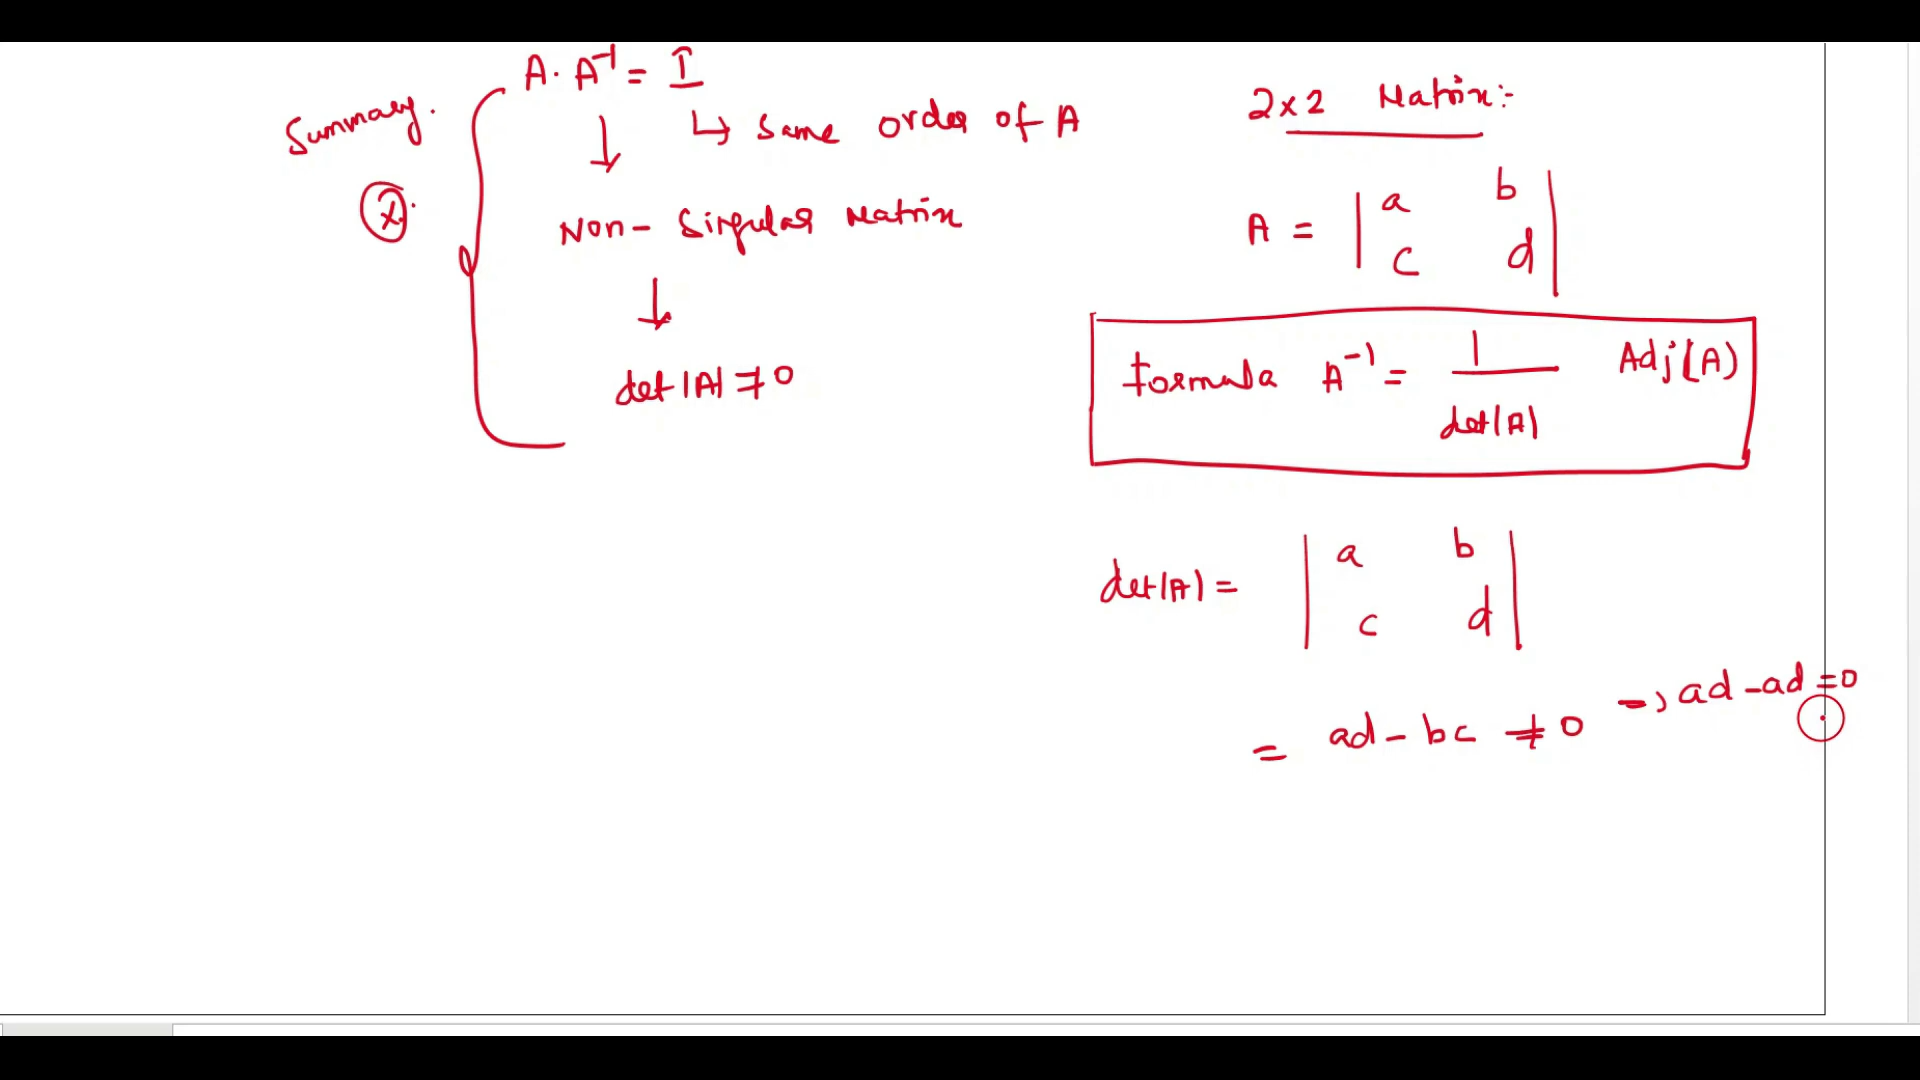 Summary.
A. A⁻¹ = I
↳ Same order of A
↓
Non- Singular Matrix
↓
det |A| ≠ 0
2x2 Matrix:-
A = | a b |
| c d |
Formula A⁻¹ = 1 Adj(A)
det|A|
det|A| = | a b |
| c d |
= ad - bc ≠ 0 → ad - ad = 0